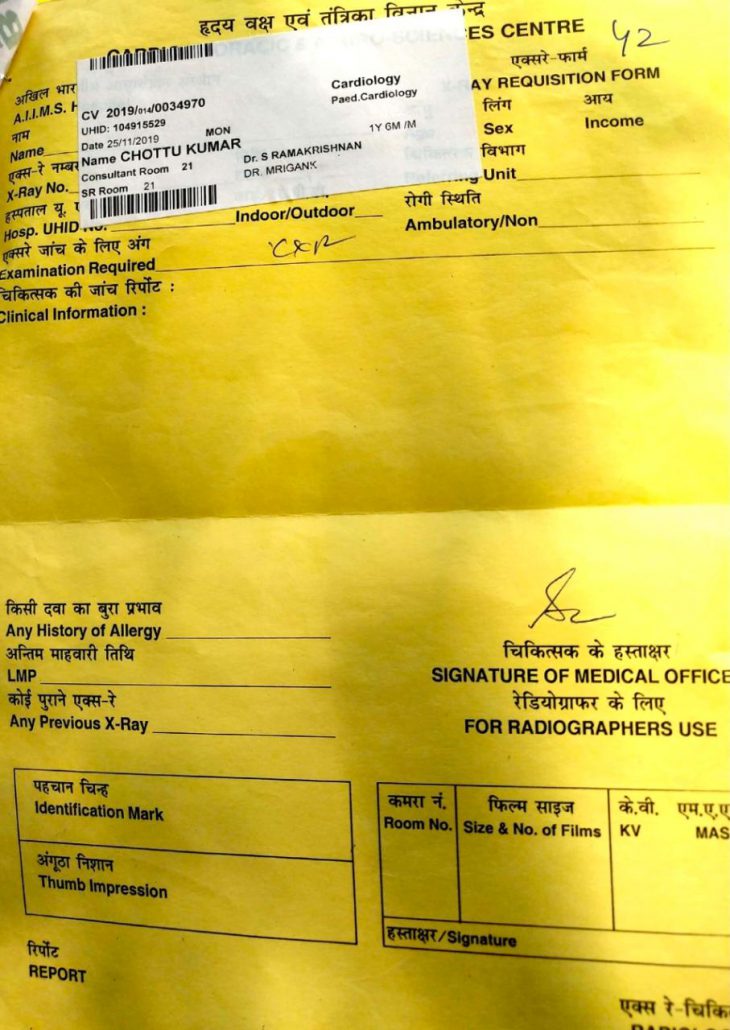 हृदय वक्ष एवं तंत्रिका विज्ञान केन्द्र
SCIENCES CENTRE
42
एक्सरे-फार्म
X-RAY REQUISITION FORM
अखिल भार
A.I.I.M.S. H
Cardiology
Paed.Cardiology
CV 2019/014/0034970
UHID: 104915529
Date 25/11/2019 MON
1Y 6M /M
Name CHOTTU KUMAR
Consultant Room 21
Dr. S RAMAKRISHNAN
SR Room 21
DR. MRIGANK
नाम
Name
लिंग आय
Sex Income
एक्स-रे नम्बर
विभाग
X-Ray No.
Unit
हस्पताल यू.
रोगी स्थिति
Hosp. UHID No.
Indoor/Outdoor
Ambulatory/Non
एक्सरे जांच के लिए अंग
Examination Required
CXR
चिकित्सक की जांच रिर्पोट :
Clinical Information :
किसी दवा का बुरा प्रभाव
Any History of Allergy
अन्तिम माहवारी तिथि
LMP
कोई पुराने एक्स-रे
Any Previous X-Ray
चिकित्सक के हस्ताक्षर
SIGNATURE OF MEDICAL OFFICE
रेडियोग्राफर के लिए
FOR RADIOGRAPHERS USE
पहचान चिन्ह
Identification Mark
अंगूठा निशान
Thumb Impression
कमरा नं. फिल्म साइज के.वी. एम.ए.ए
Room No. Size & No. of Films KV MAS
हस्ताक्षर/Signature
रिर्पोट
REPORT
एक्स रे-चिकि